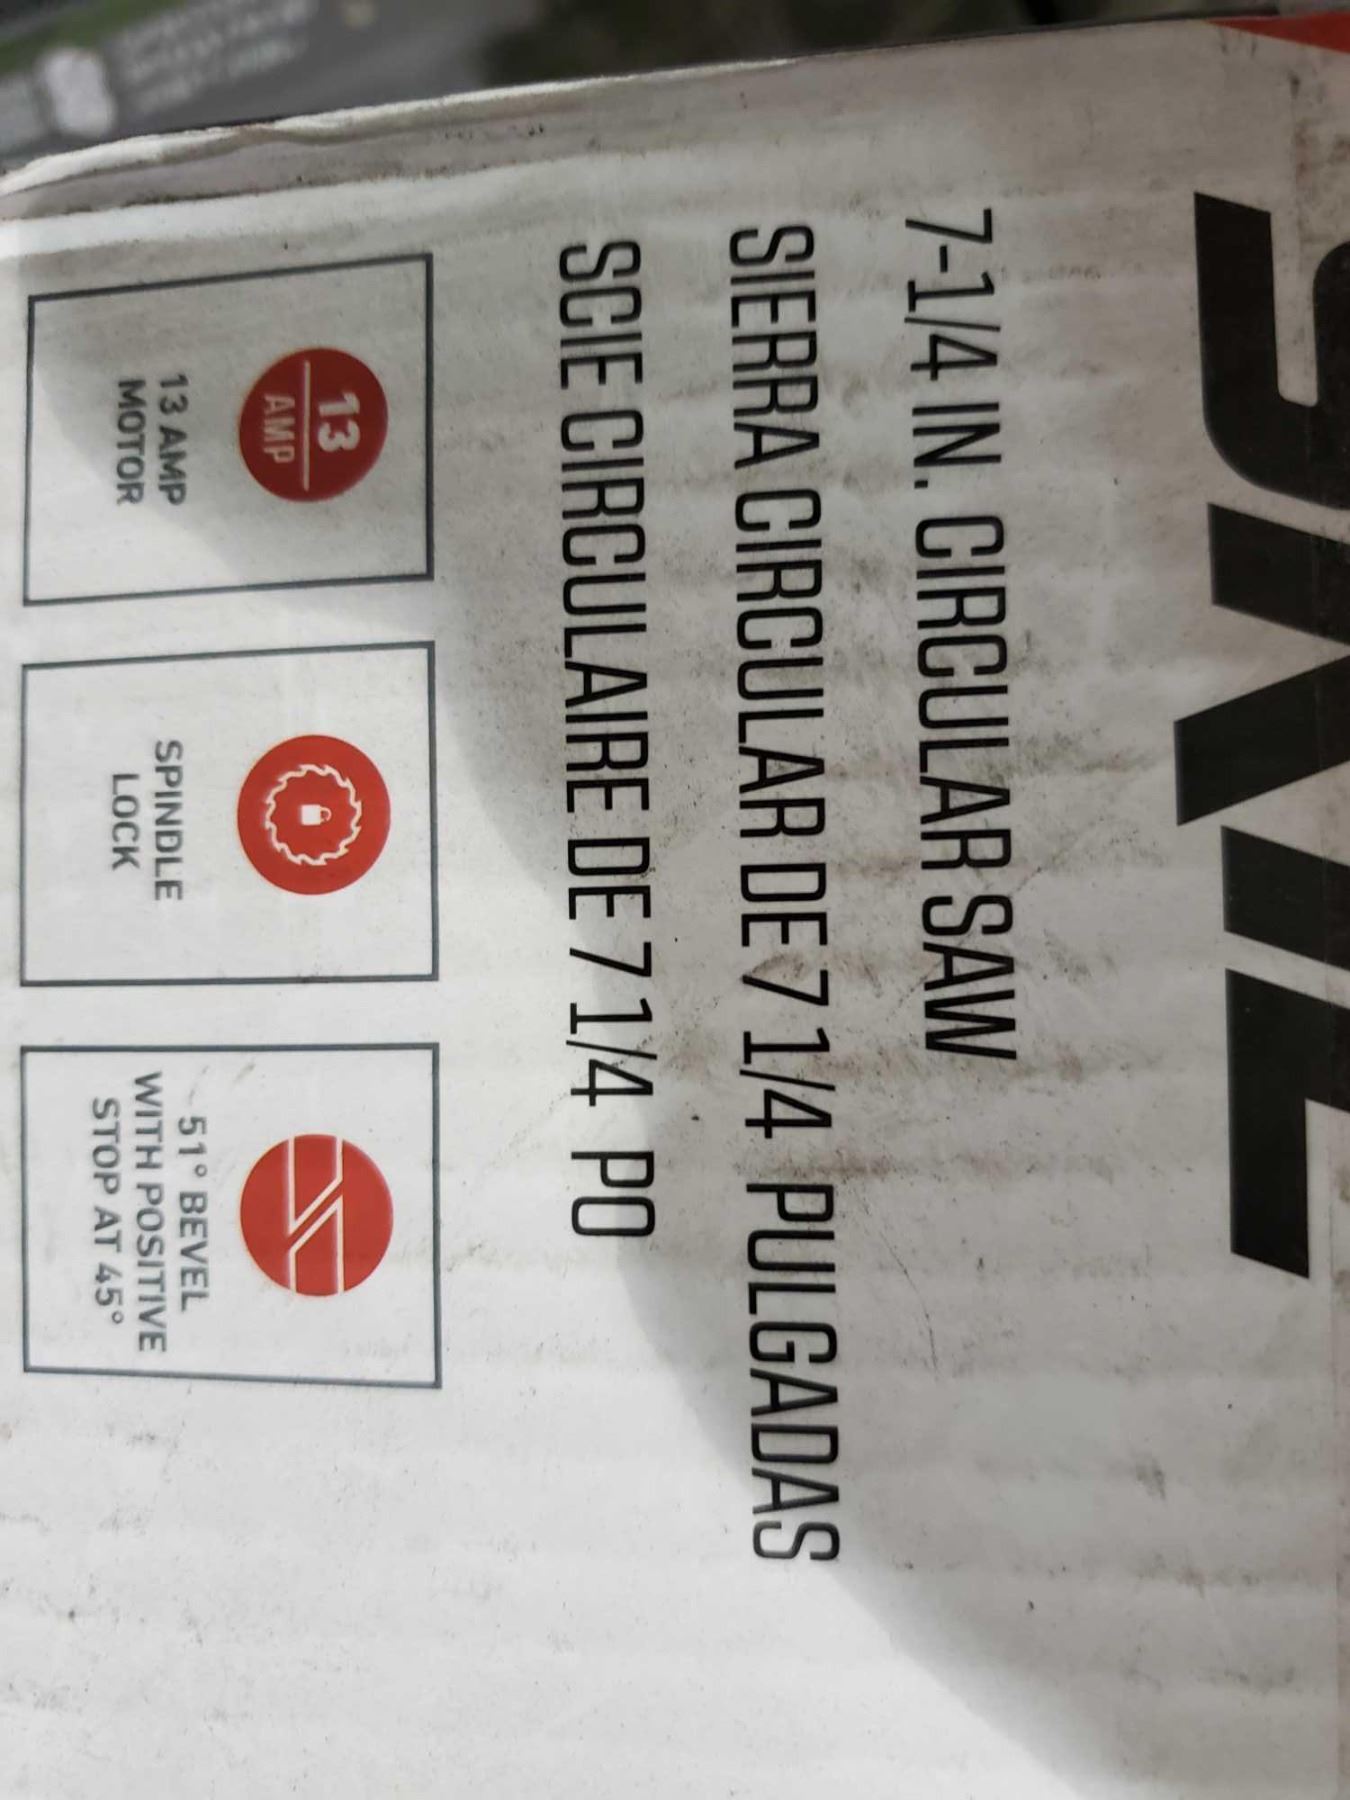 SKIL
7-1/4 IN. CIRCULAR SAW
SIERRA CIRCULAR DE 7 1/4 PULGADAS
SCIE CIRCULAIRE DE 7 1/4 PO
13
AMP
13 AMP
MOTOR
SPINDLE
LOCK
51° BEVEL
WITH POSITIVE
STOP AT 45°